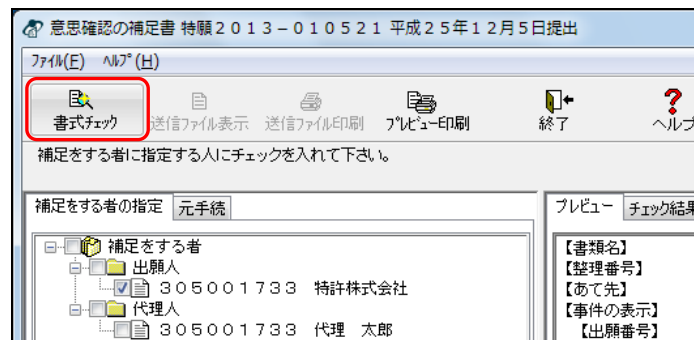 意思確認の補足書 特願２０１３－０１０５２１ 平成２５年１２月５日提出
ﾌｧｲﾙ(F) ﾍﾙﾌﾟ(H)
書式ﾁｪｯｸ 送信ﾌｧｲﾙ表示 送信ﾌｧｲﾙ印刷 ﾌﾟﾚﾋﾞｭｰ印刷 終了 ヘルプ
補足をする者に指定する人にチェックを入れて下さい。
補足をする者の指定 元手続
補足をする者
出願人
３０５００１７３３ 特許株式会社
代理人
３０５００１７３３ 代理 太郎
プレビュー チェック結果
【書類名】
【整理番号】
【あて先】
【事件の表示】
【出願番号】